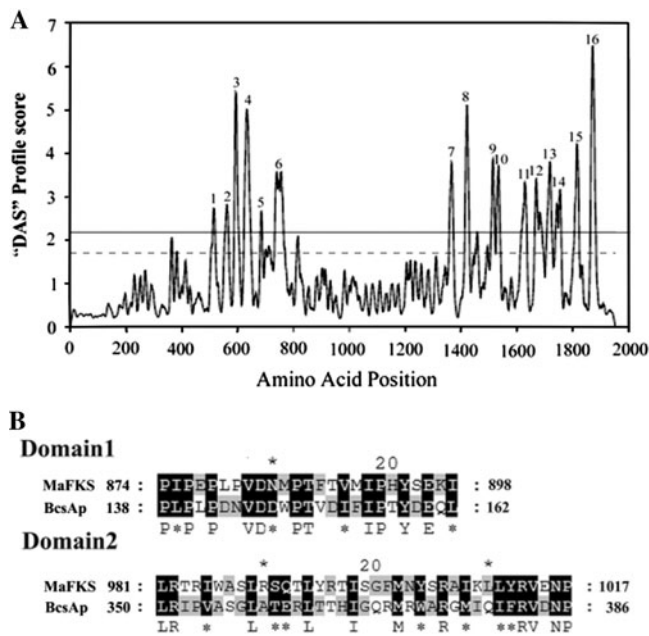 A
"DAS" Profile score
7
6
5
4
3
2
1
0
1
2
3
4
5
6
7
8
9
10
11
12
13
14
15
16
0 200 400 600 800 1000 1200 1400 1600 1800 2000
Amino Acid Position
B
Domain1
* 20
MaFKS 874 : PIPEPLPVDNMPTFTVMIPHYSEKI : 898
BcsAp 138 : PLPLPDNVDDWPTVDIFIPTYDEQL : 162
P*P P VD* PT * IP Y E *
Domain2
* 20 *
MaFKS 981 : LRTRIWASLRSQTLYRTISGFMNYSRAIKLLYRVENP : 1017
BcsAp 350 : LRIPVASGLATERLTTHIGQRMRWARGMIQIFRVDNP : 386
LR * L ** L I M * R * **RV NP